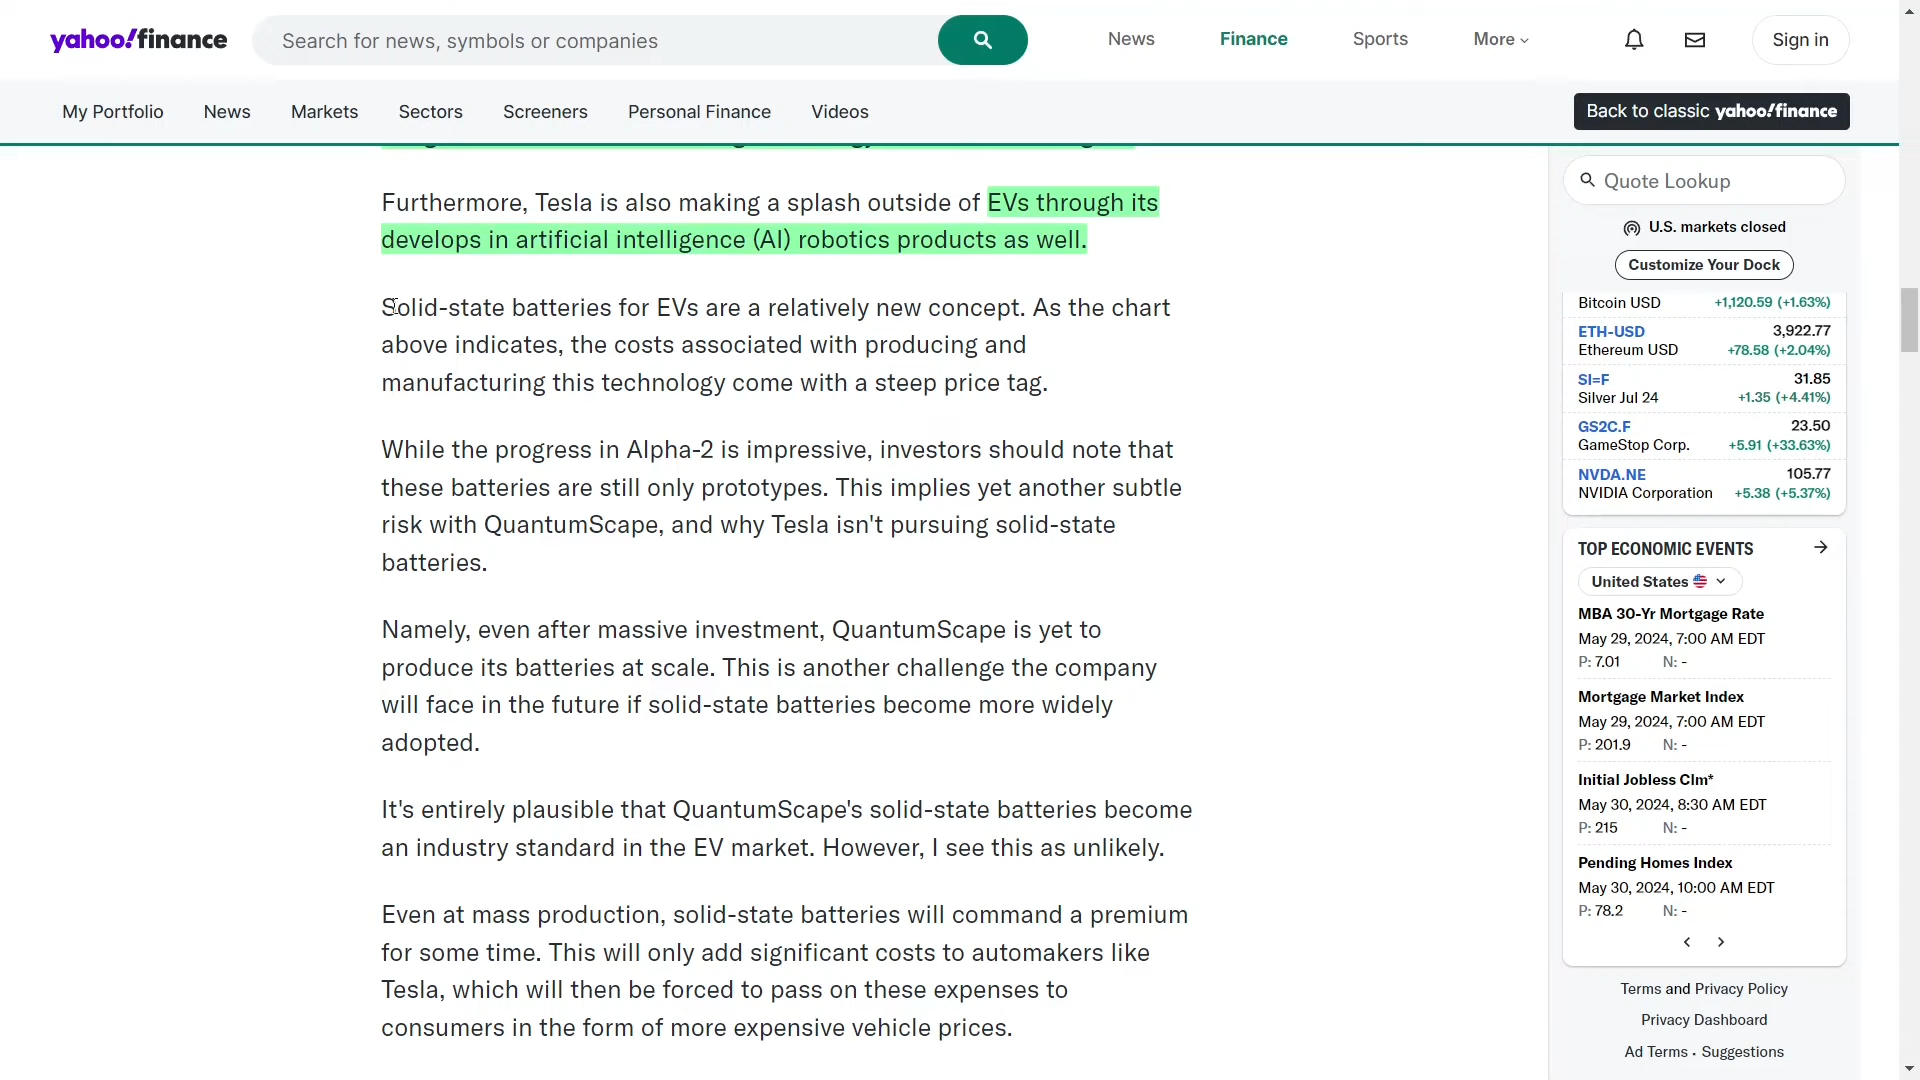 yahoo!finance
Search for news, symbols or companies
News
Finance
Sports
More
Sign in
My Portfolio
News
Markets
Sectors
Screeners
Personal Finance
Videos
Back to classic yahoo!finance
Furthermore, Tesla is also making a splash outside of EVs through its
develops in artificial intelligence (AI) robotics products as well.
Solid-state batteries for EVs are a relatively new concept. As the chart
above indicates, the costs associated with producing and
manufacturing this technology come with a steep price tag.
While the progress in Alpha-2 is impressive, investors should note that
these batteries are still only prototypes. This implies yet another subtle
risk with QuantumScape, and why Tesla isn't pursuing solid-state
batteries.
Namely, even after massive investment, QuantumScape is yet to
produce its batteries at scale. This is another challenge the company
will face in the future if solid-state batteries become more widely
adopted.
It's entirely plausible that QuantumScape's solid-state batteries become
an industry standard in the EV market. However, I see this as unlikely.
Even at mass production, solid-state batteries will command a premium
for some time. This will only add significant costs to automakers like
Tesla, which will then be forced to pass on these expenses to
consumers in the form of more expensive vehicle prices.
Quote Lookup
U.S. markets closed
Customize Your Dock
Bitcoin USD +1,120.59 (+1.63%)
ETH-USD 3,922.77
Ethereum USD +78.58 (+2.04%)
SI=F 31.85
Silver Jul 24 +1.35 (+4.41%)
GS2C.F 23.50
GameStop Corp. +5.91 (+33.63%)
NVDA.NE 105.77
NVIDIA Corporation +5.38 (+5.37%)
TOP ECONOMIC EVENTS
United States
MBA 30-Yr Mortgage Rate
May 29, 2024, 7:00 AM EDT
P: 7.01 N: -
Mortgage Market Index
May 29, 2024, 7:00 AM EDT
P: 201.9 N: -
Initial Jobless Clm*
May 30, 2024, 8:30 AM EDT
P: 215 N: -
Pending Homes Index
May 30, 2024, 10:00 AM EDT
P: 78.2 N: -
Terms and Privacy Policy
Privacy Dashboard
Ad Terms • Suggestions